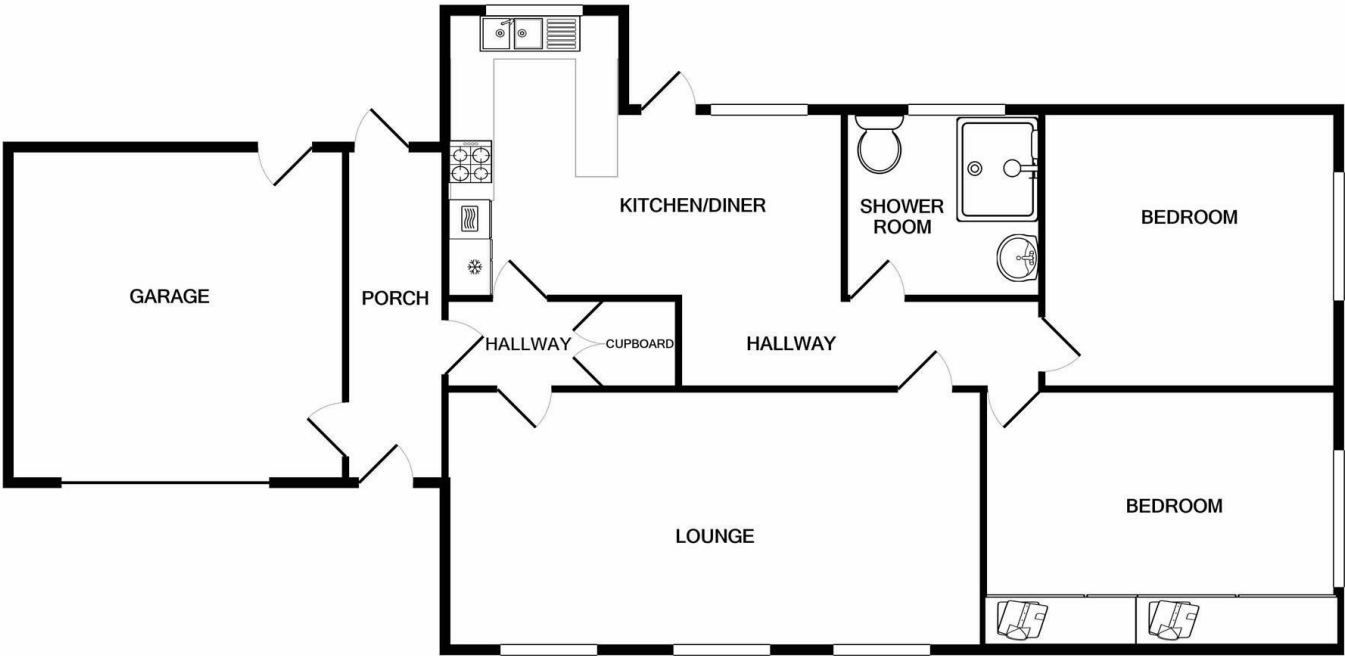 KITCHEN/DINER
SHOWER
ROOM
BEDROOM
GARAGE
PORCH
HALLWAY
CUPBOARD
HALLWAY
LOUNGE
BEDROOM